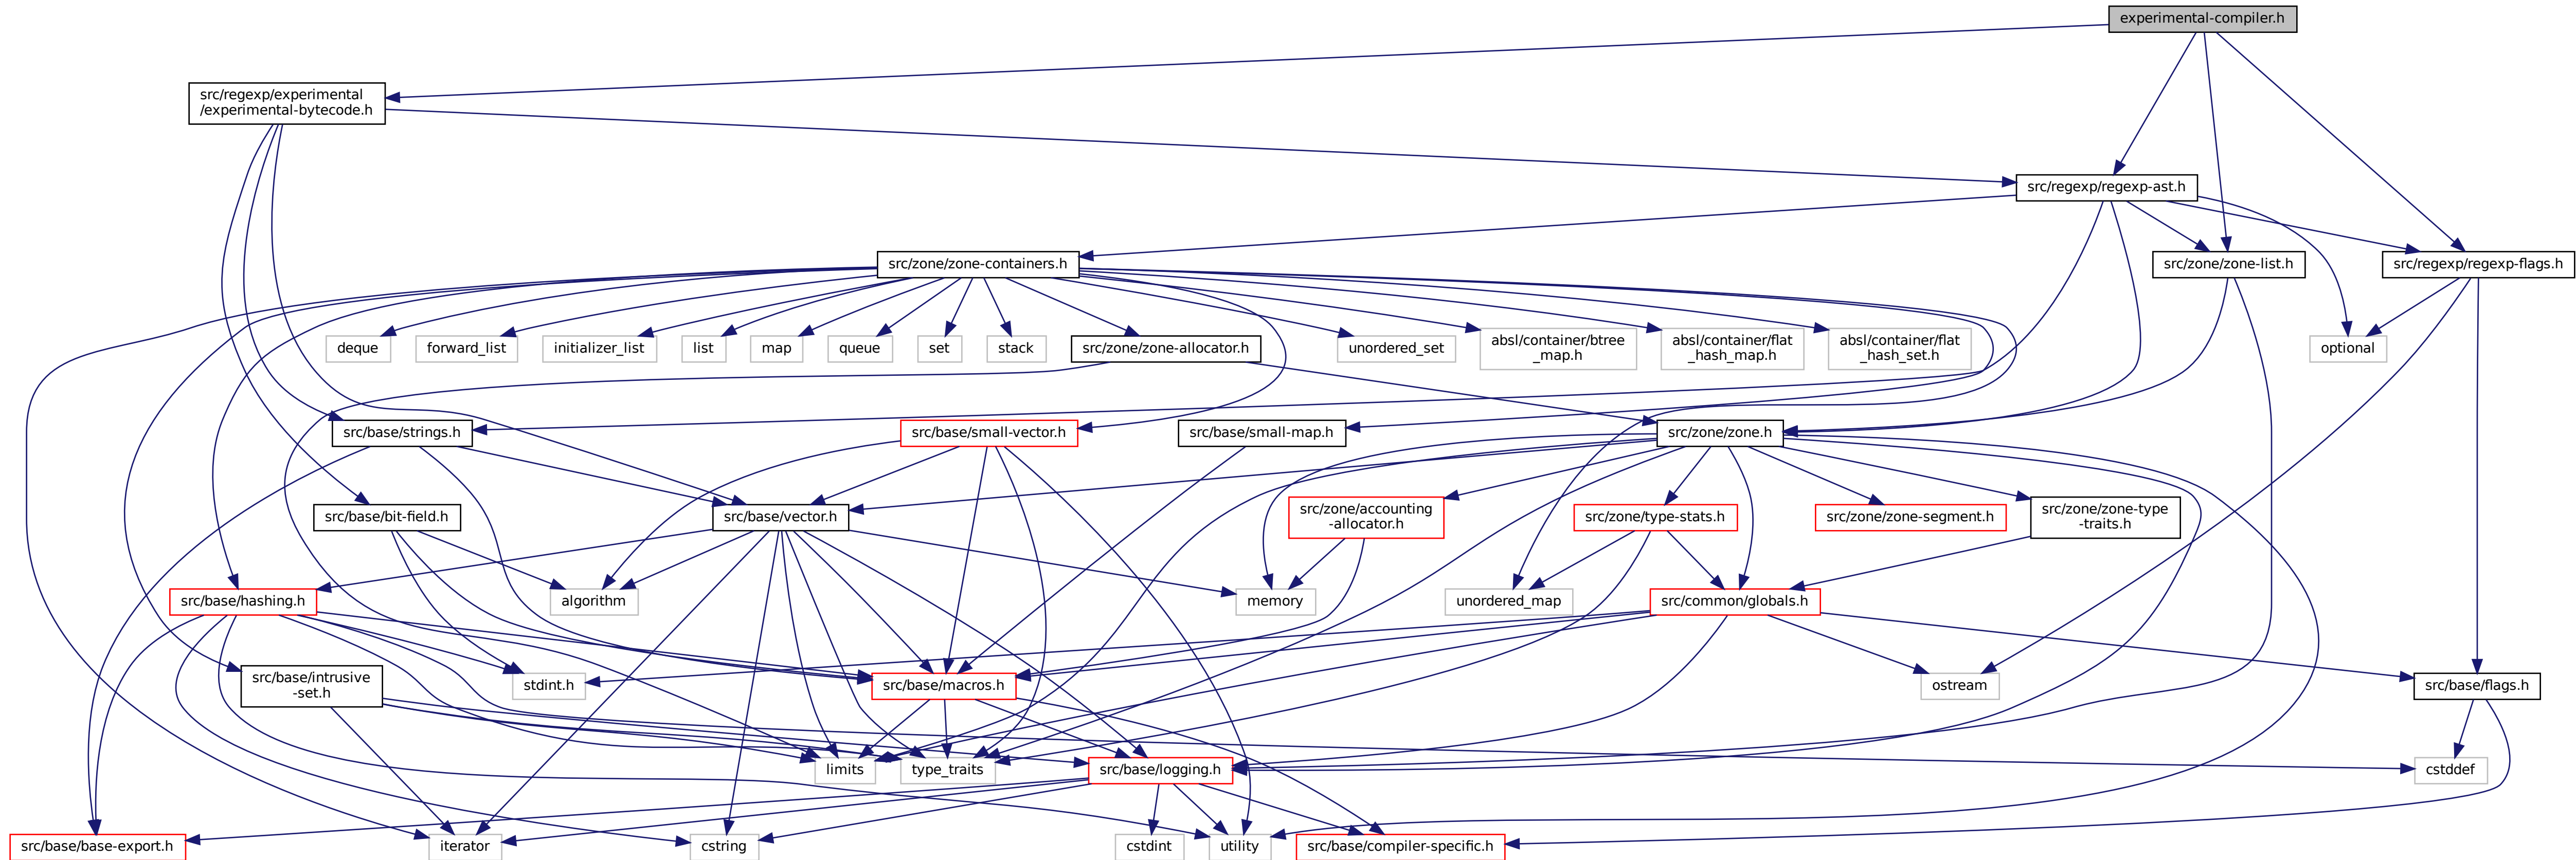 experimental-compiler.h
src/regexp/experimental
/experimental-bytecode.h
src/regexp/regexp-ast.h
src/zone/zone-containers.h
src/zone/zone-list.h
src/regexp/regexp-flags.h
deque
forward_list
initializer_list
list
map
queue
set
stack
src/zone/zone-allocator.h
unordered_set
absl/container/btree
_map.h
absl/container/flat
_hash_map.h
absl/container/flat
_hash_set.h
optional
src/base/strings.h
src/base/small-vector.h
src/base/small-map.h
src/zone/zone.h
src/base/bit-field.h
src/base/vector.h
src/zone/accounting
-allocator.h
src/zone/type-stats.h
src/zone/zone-segment.h
src/zone/zone-type
-traits.h
src/base/hashing.h
algorithm
memory
unordered_map
src/common/globals.h
src/base/intrusive
-set.h
stdint.h
src/base/macros.h
ostream
src/base/flags.h
limits
type_traits
src/base/logging.h
cstddef
src/base/base-export.h
iterator
cstring
cstdint
utility
src/base/compiler-specific.h